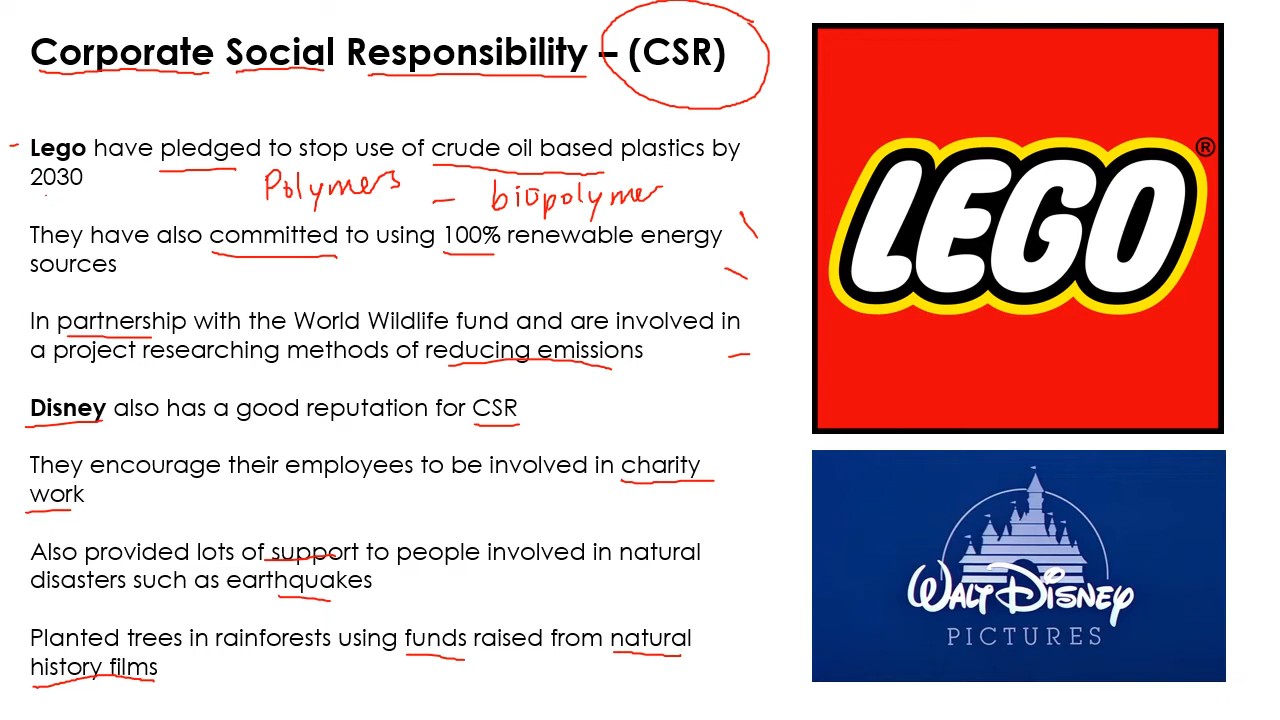 Corporate Social Responsibility – (CSR)
Lego have pledged to stop use of crude oil based plastics by
2030
Polymers – biopolymer
They have also committed to using 100% renewable energy
sources
In partnership with the World Wildlife fund and are involved in
a project researching methods of reducing emissions
Disney also has a good reputation for CSR
They encourage their employees to be involved in charity
work
Also provided lots of support to people involved in natural
disasters such as earthquakes
Planted trees in rainforests using funds raised from natural
history films
LEGO®
WALT DISNEY
PICTURES